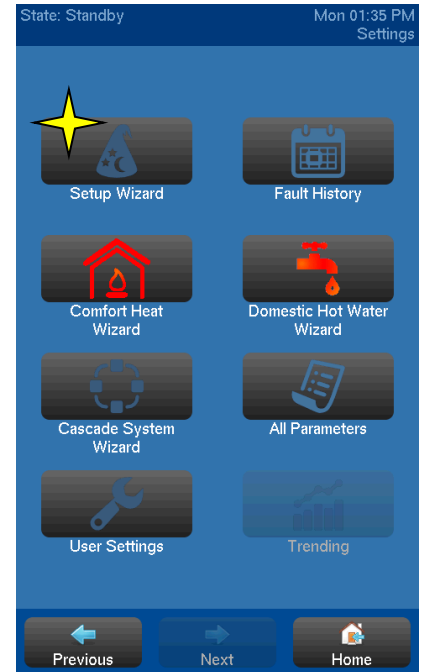 State: Standby
Mon 01:35 PM
Settings
Setup Wizard
Fault History
Comfort Heat
Wizard
Domestic Hot Water
Wizard
Cascade System
Wizard
All Parameters
User Settings
Trending
Previous
Next
Home